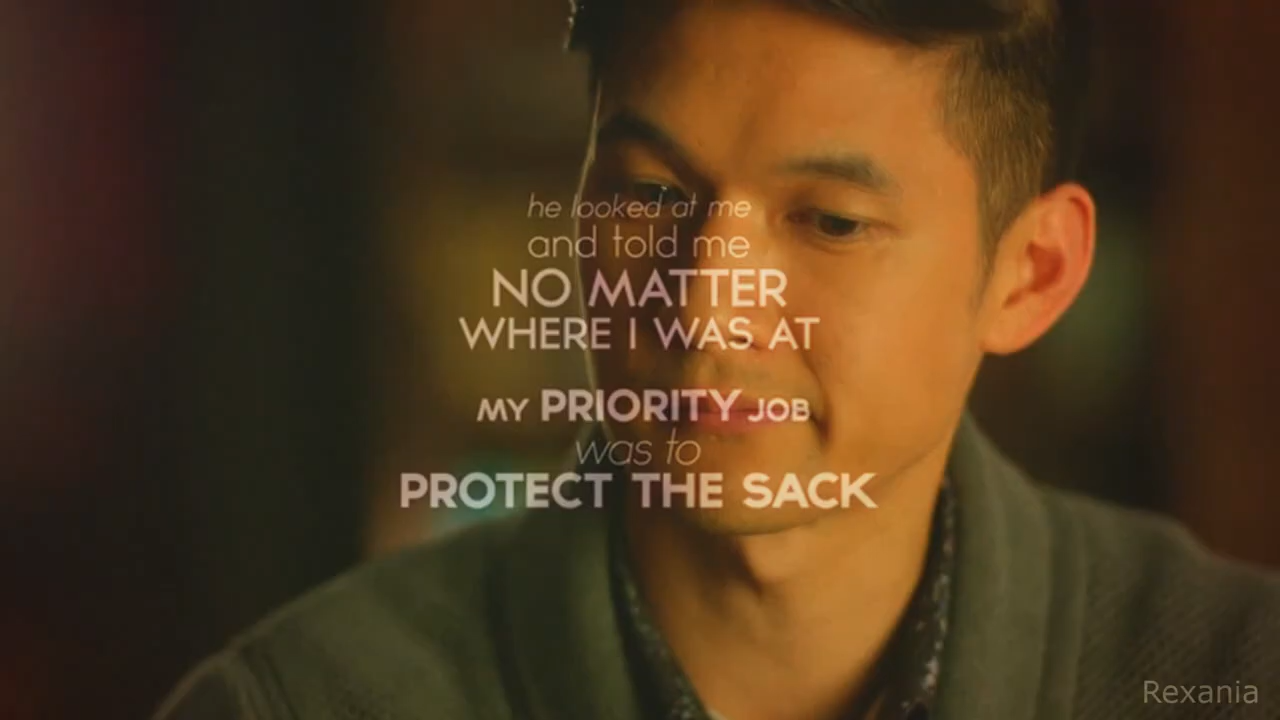 he looked at me
and told me
NO MATTER
WHERE I WAS AT
MY PRIORITY JOB
was to
PROTECT THE SACK
Rexania